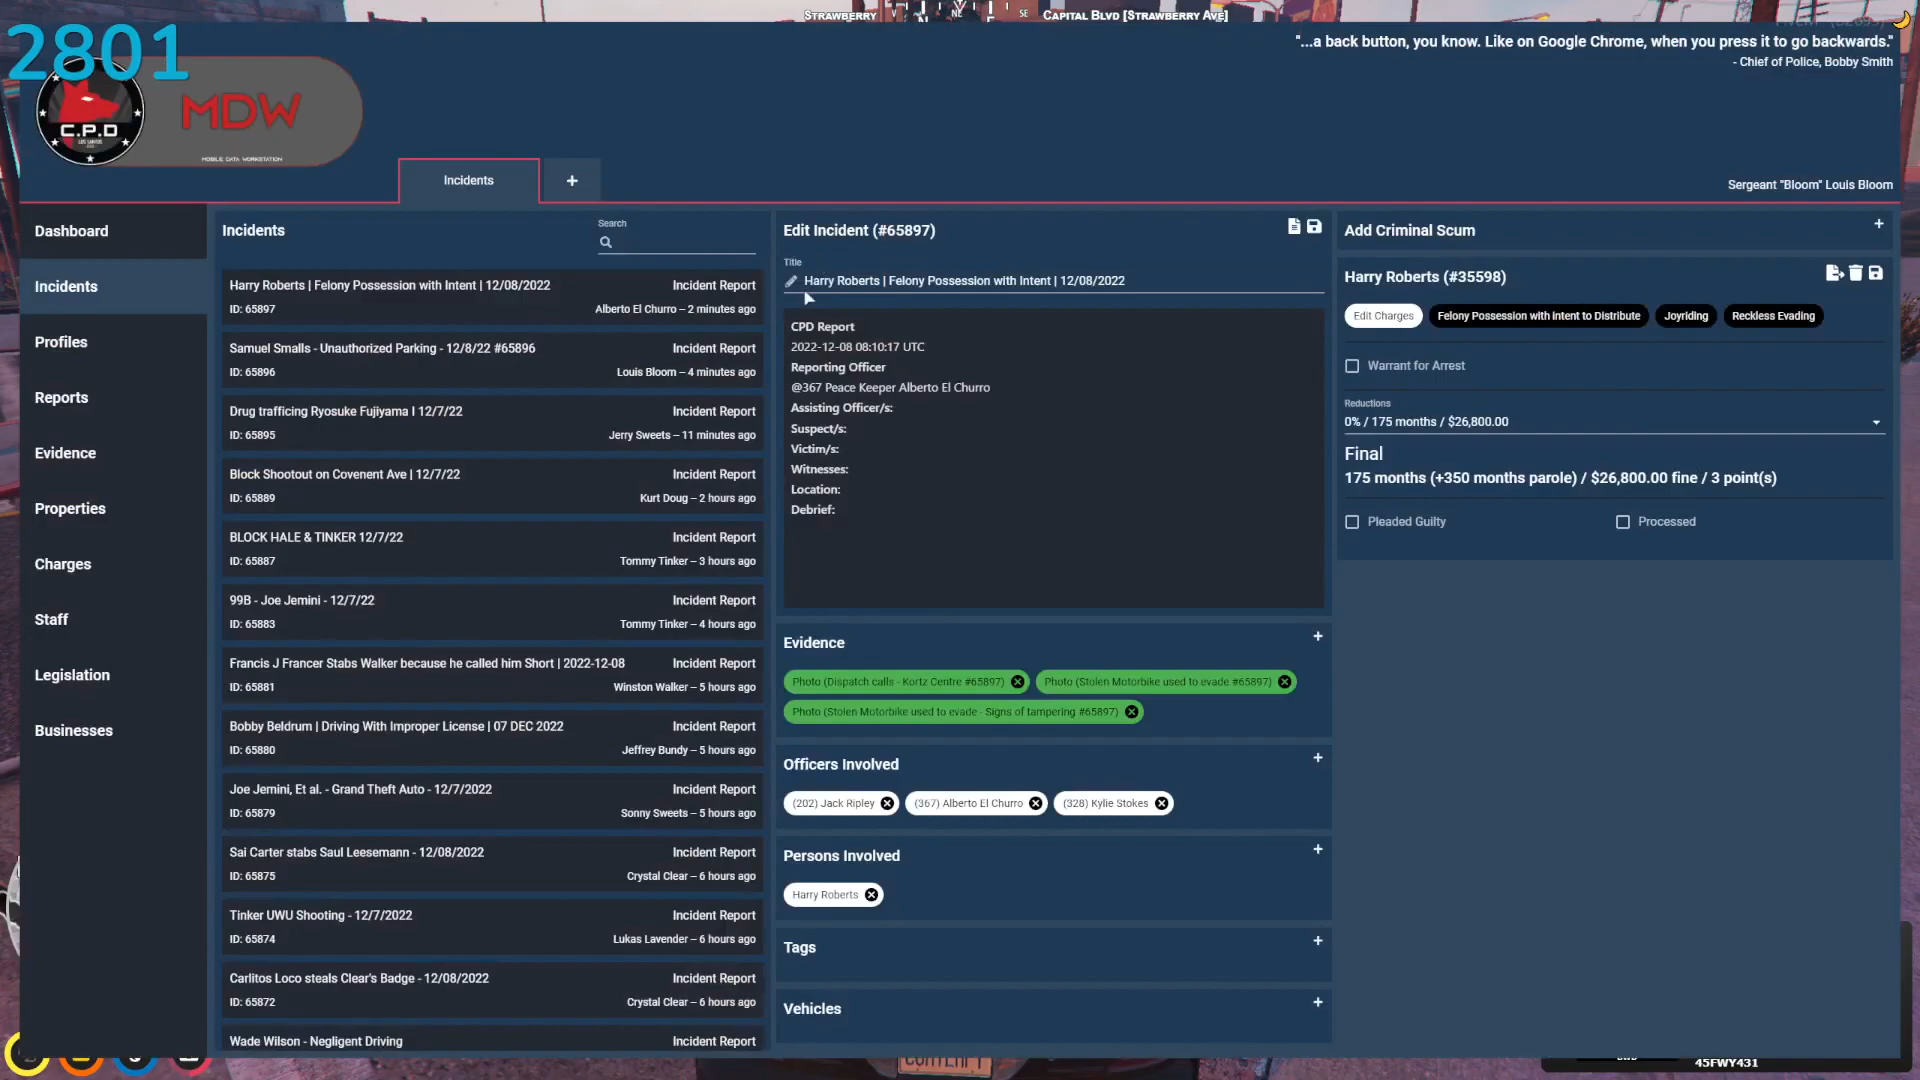 STRAWBERRY
NE
SE
CAPITAL BLVD [STRAWBERRY AVE]
2801
"...a back button, you know. Like on Google Chrome, when you press it to go backwards."
- Chief of Police, Bobby Smith
C.P.D
LOS SANTOS
MDW
MOBILE DATA WORKSTATION
Incidents
+
Sergeant "Bloom" Louis Bloom
Dashboard
Incidents
Profiles
Reports
Evidence
Properties
Charges
Staff
Legislation
Businesses
Incidents
Search
Harry Roberts | Felony Possession with Intent | 12/08/2022 Incident Report
ID: 65897 Alberto El Churro – 2 minutes ago
Samuel Smalls - Unauthorized Parking - 12/8/22 #65896 Incident Report
ID: 65896 Louis Bloom – 4 minutes ago
Drug trafficing Ryosuke Fujiyama I 12/7/22 Incident Report
ID: 65895 Jerry Sweets – 11 minutes ago
Block Shootout on Covenent Ave | 12/7/22 Incident Report
ID: 65889 Kurt Doug – 2 hours ago
BLOCK HALE & TINKER 12/7/22 Incident Report
ID: 65887 Tommy Tinker – 3 hours ago
99B - Joe Jemini - 12/7/22 Incident Report
ID: 65883 Tommy Tinker – 4 hours ago
Francis J Francer Stabs Walker because he called him Short | 2022-12-08 Incident Report
ID: 65881 Winston Walker – 5 hours ago
Bobby Beldrum | Driving With Improper License | 07 DEC 2022 Incident Report
ID: 65880 Jeffrey Bundy – 5 hours ago
Joe Jemini, Et al. - Grand Theft Auto - 12/7/2022 Incident Report
ID: 65879 Sonny Sweets – 5 hours ago
Sai Carter stabs Saul Leesemann - 12/08/2022 Incident Report
ID: 65875 Crystal Clear – 6 hours ago
Tinker UWU Shooting - 12/7/2022 Incident Report
ID: 65874 Lukas Lavender – 6 hours ago
Carlitos Loco steals Clear's Badge - 12/08/2022 Incident Report
ID: 65872 Crystal Clear – 6 hours ago
Wade Wilson - Negligent Driving Incident Report
Edit Incident (#65897)
Title
Harry Roberts | Felony Possession with Intent | 12/08/2022
CPD Report
2022-12-08 08:10:17 UTC
Reporting Officer
@367 Peace Keeper Alberto El Churro
Assisting Officer/s:
Suspect/s:
Victim/s:
Witnesses:
Location:
Debrief:
Evidence +
Photo (Dispatch calls - Kortz Centre #65897) Photo (Stolen Motorbike used to evade #65897)
Photo (Stolen Motorbike used to evade - Signs of tampering #65897)
Officers Involved +
(202) Jack Ripley (367) Alberto El Churro (328) Kylie Stokes
Persons Involved +
Harry Roberts
Tags +
Vehicles +
Add Criminal Scum +
Harry Roberts (#35598)
Edit Charges Felony Possession with Intent to Distribute Joyriding Reckless Evading
Warrant for Arrest
Reductions
0% / 175 months / $26,800.00
Final
175 months (+350 months parole) / $26,800.00 fine / 3 point(s)
Pleaded Guilty Processed
45FWY431